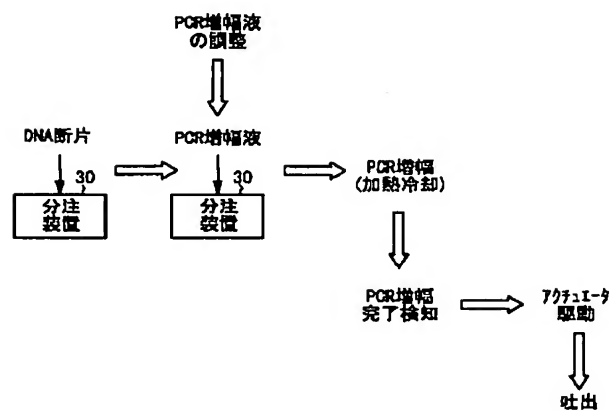 PCR増幅液
の調整
DNA断片
PCR増幅液
30
分注
装置
30
分注
装置
PCR増幅
(加熱冷却)
PCR増幅
完了検知
アクチュエータ
駆動
吐出